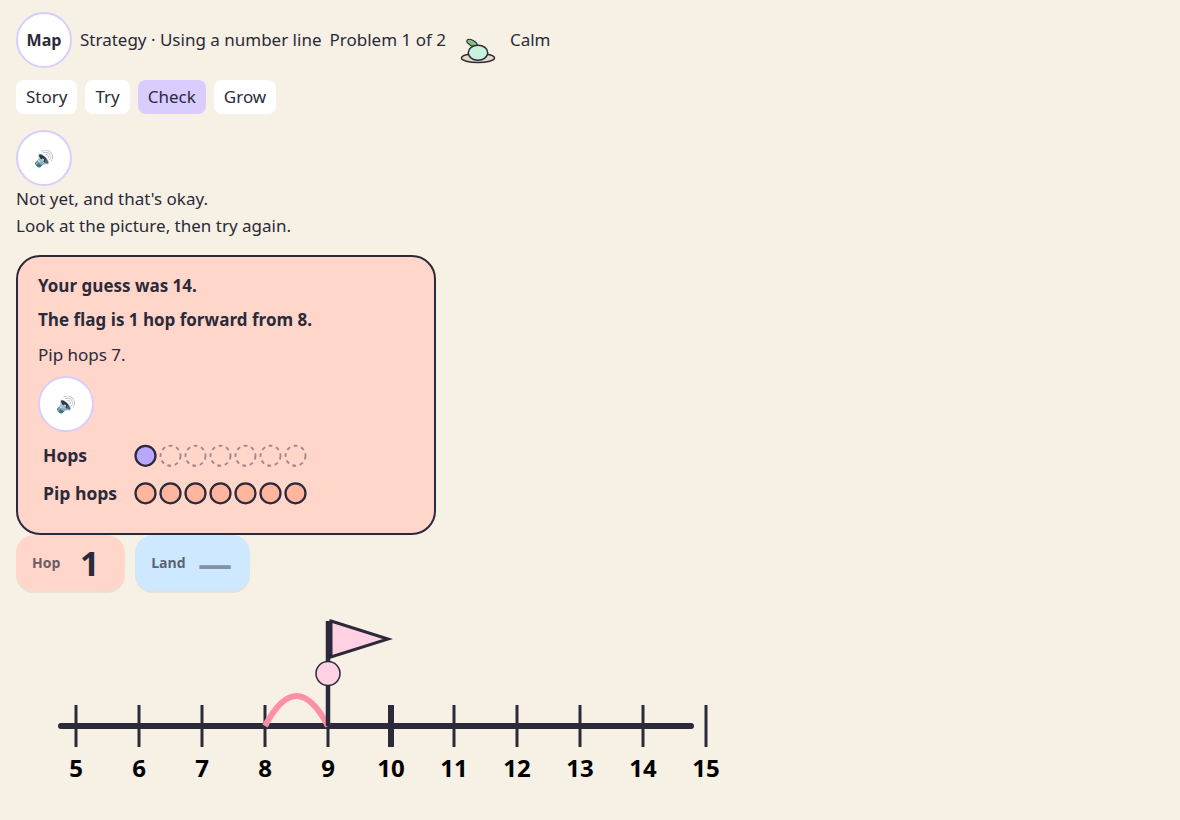 Map Strategy · Using a number line Problem 1 of 2 Calm
Story Try Check Grow
Not yet, and that's okay.
Look at the picture, then try again.
Your guess was 14.
The flag is 1 hop forward from 8.
Pip hops 7.
Hops
Pip hops
Hop 1 Land —
5 6 7 8 9 10 11 12 13 14 15